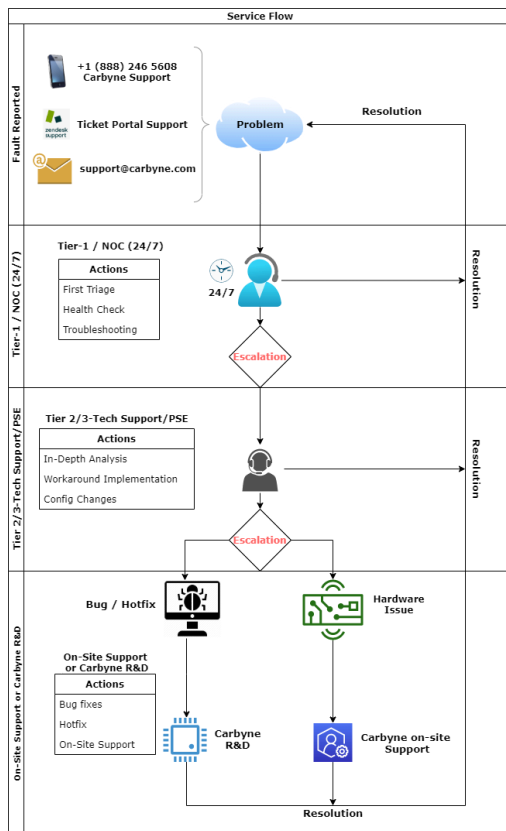 Service Flow
Fault Reported
+1 (888) 246 5608
Carbyne Support
zendesk
support
Ticket Portal Support
@
support@carbyne.com
Problem
Resolution
Tier-1 / NOC (24/7)
Tier-1 / NOC (24/7)
Actions
First Triage
Health Check
Troubleshooting
24/7
Resolution
Escalation
Tier 2/3-Tech Support/PSE
Tier 2/3-Tech Support/PSE
Actions
In-Depth Analysis
Workaround Implementation
Config Changes
Resolution
Escalation
On-Site Support or Carbyne R&D
Bug / Hotfix
Hardware
Issue
On-Site Support
or Carbyne R&D
Actions
Bug fixes
Hotfix
On-Site Support
Carbyne
R&D
Carbyne on-site
Support
Resolution